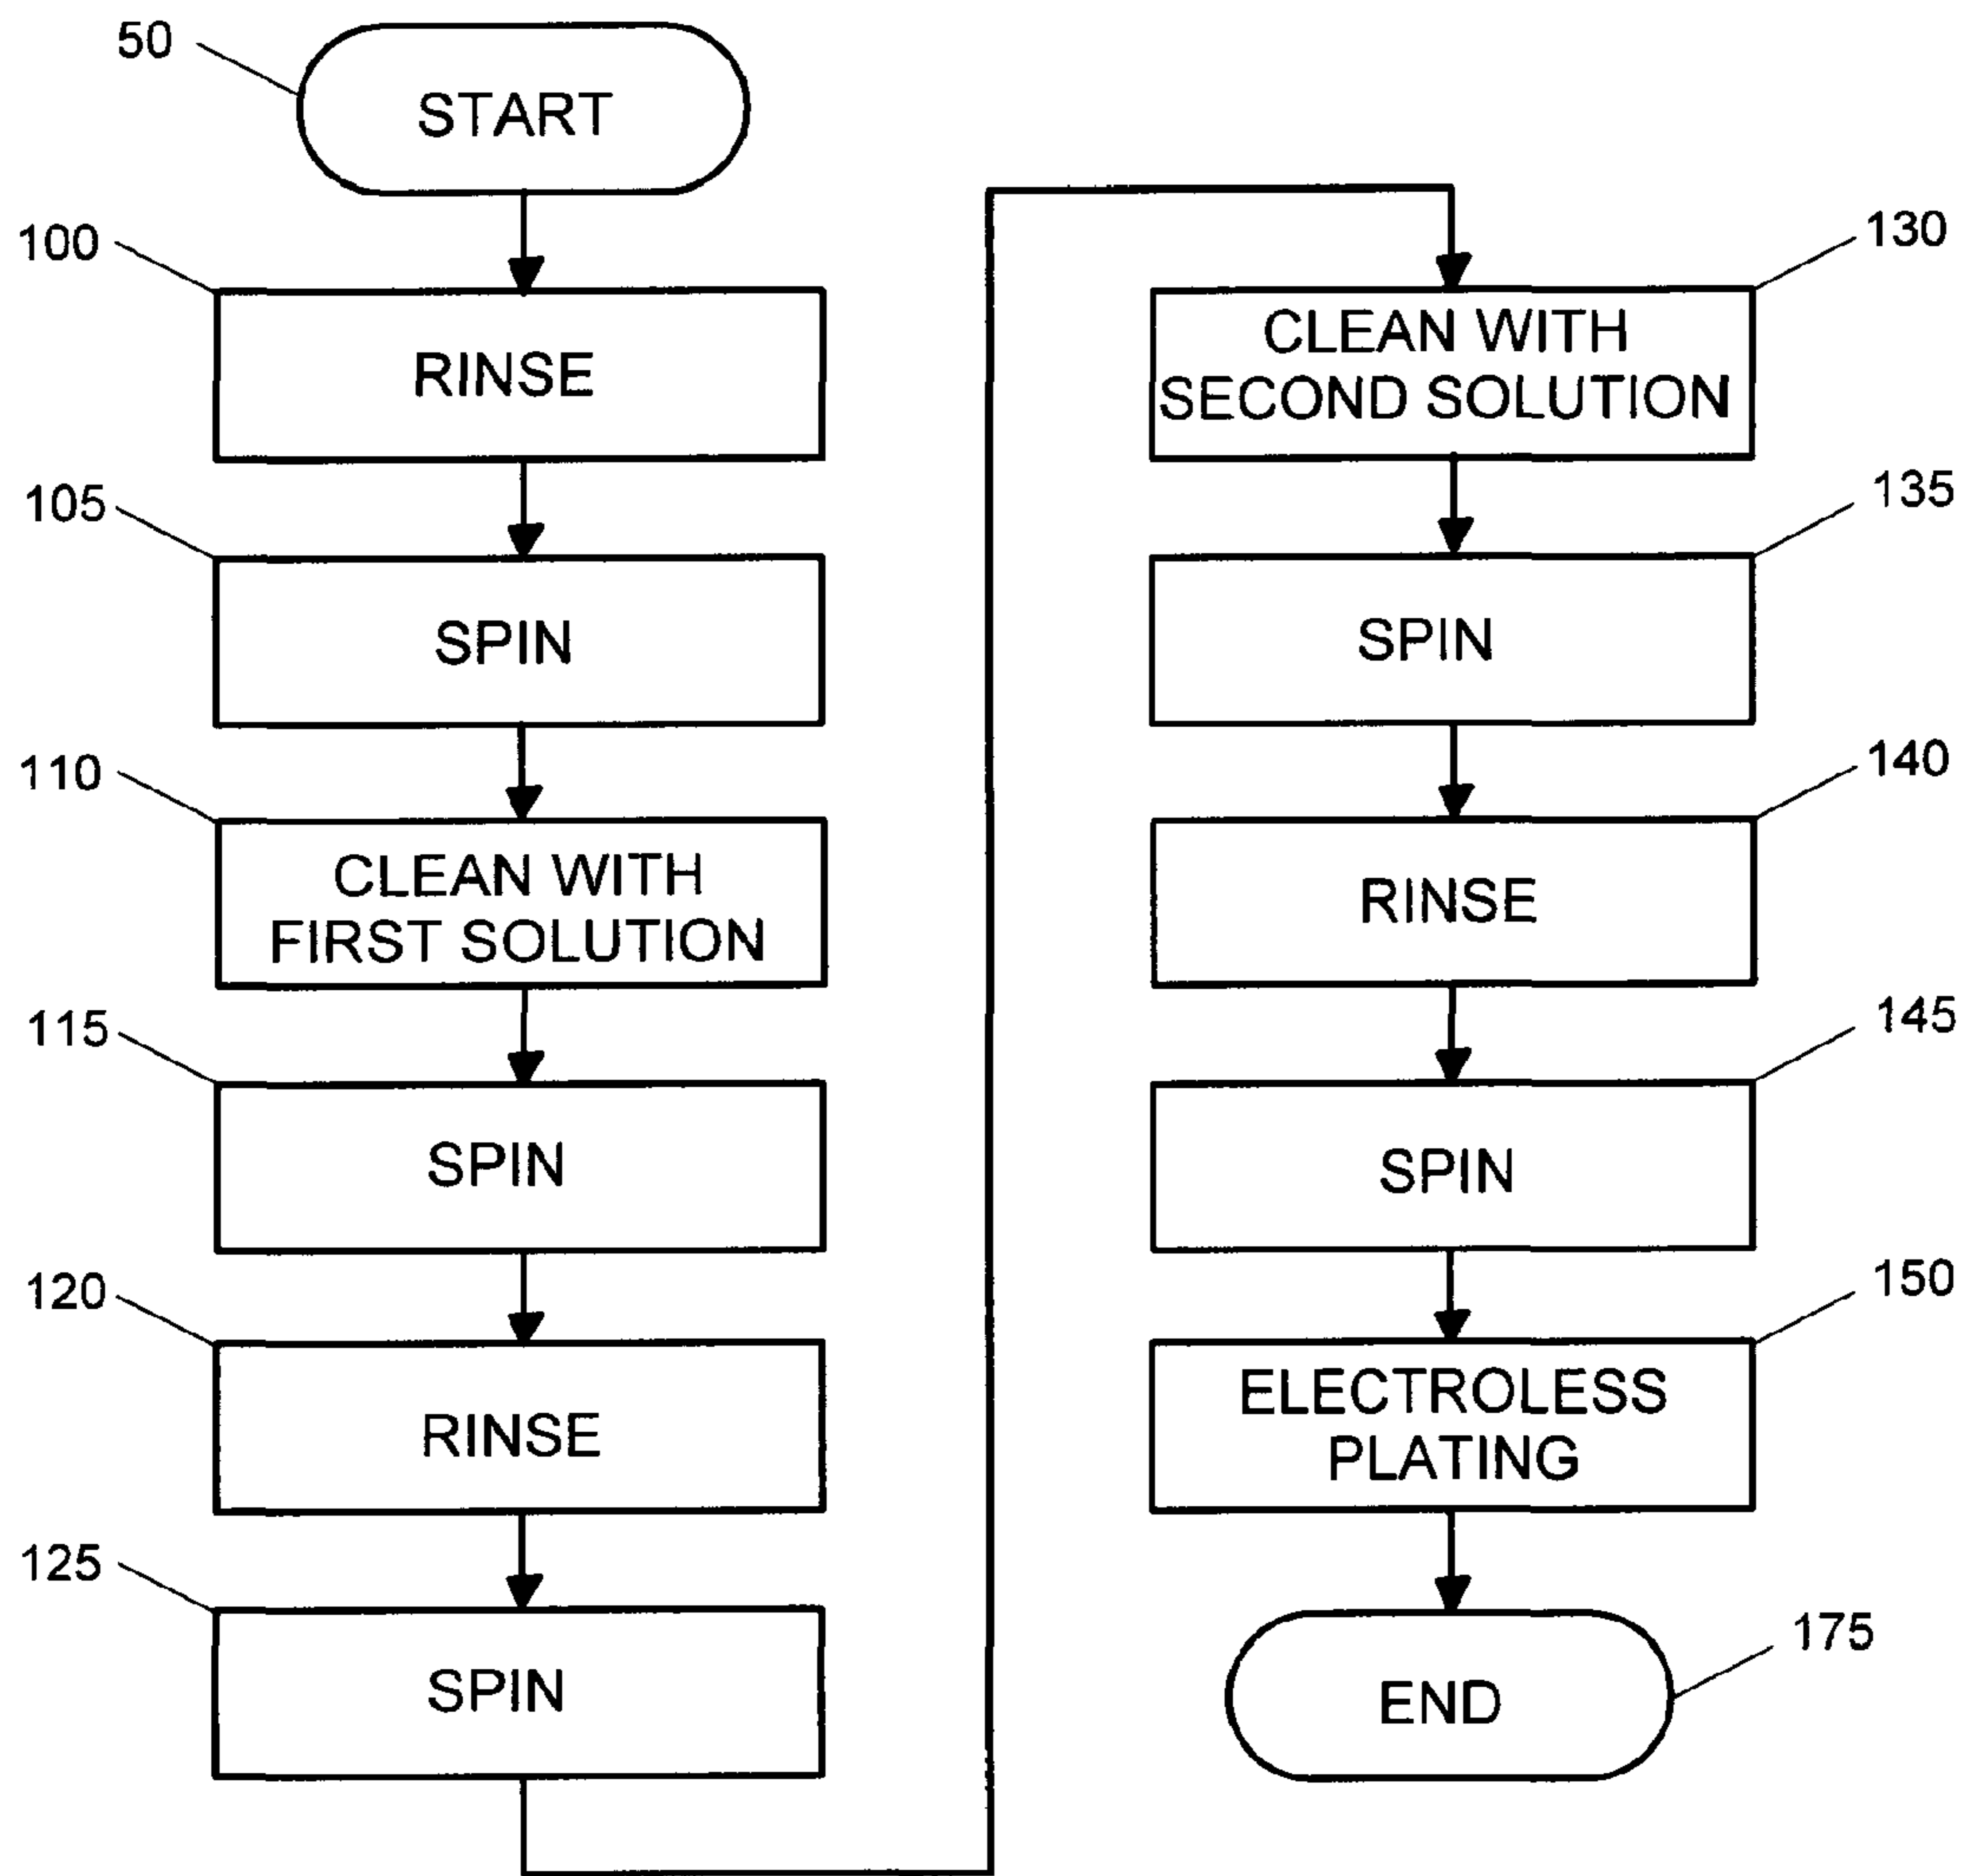 50
START
100
RINSE
105
SPIN
110
CLEAN WITH
FIRST SOLUTION
115
SPIN
120
RINSE
125
SPIN
130
CLEAN WITH
SECOND SOLUTION
135
SPIN
140
RINSE
145
SPIN
150
ELECTROLESS
PLATING
175
END